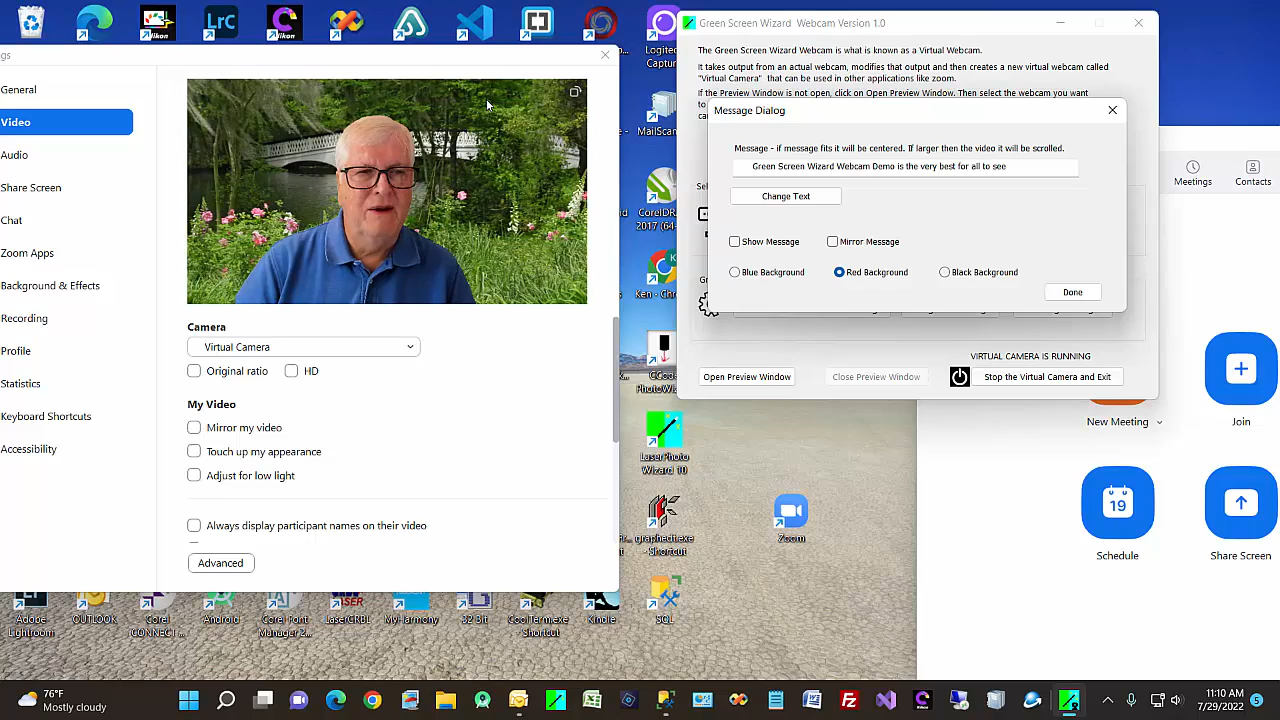 gs
General
Video
Audio
Share Screen
Chat
Zoom Apps
Background & Effects
Recording
Profile
Statistics
Keyboard Shortcuts
Accessibility
Camera
Virtual Camera
Original ratio
HD
My Video
Mirror my video
Touch up my appearance
Adjust for low light
Always display participant names on their video
Advanced
LrC
Nikon
Logitec
Capture
MailScan
CorelDR
2017 (64-
Ken - Chr
CCool
PhotoWiz
LaserPhoto
Wizard 10
graphedt.exe
- Shortcut
SQL
Zoom
Adobe
Lightroom
OUTLOOK
Corel
CONNECT ...
Android
Corel Font
Manager 2...
LaserGRBL
MyHarmony
32 Bit
CoolTerm.exe
- Shortcut
Kindle
Green Screen Wizard Webcam Version 1.0
The Green Screen Wizard Webcam is what is known as a Virtual Webcam.
It takes output from an actual webcam, modifies that output and then creates a new virtual webcam called
"Virtual Camera" that can be used in other applications like zoom.
If the Preview Window is not open, click on Open Preview Window. Then select the webcam you want
Message Dialog
Message - if message fits it will be centered. If larger then the video it will be scrolled.
Green Screen Wizard Webcam Demo is the very best for all to see
Change Text
Show Message
Mirror Message
Blue Background
Red Background
Black Background
Done
VIRTUAL CAMERA IS RUNNING
Open Preview Window
Close Preview Window
Stop the Virtual Camera and Exit
Meetings
Contacts
New Meeting
Join
19
Schedule
Share Screen
76°F
Mostly cloudy
11:10 AM
7/29/2022
5